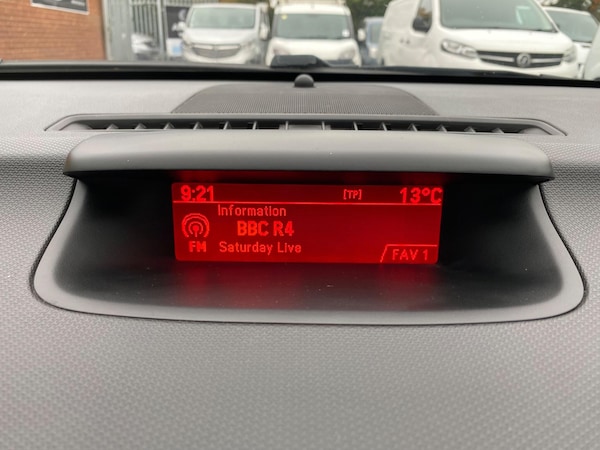 9:21 [TP] 13°C
Information
BBC R4
FM Saturday Live
FAV 1